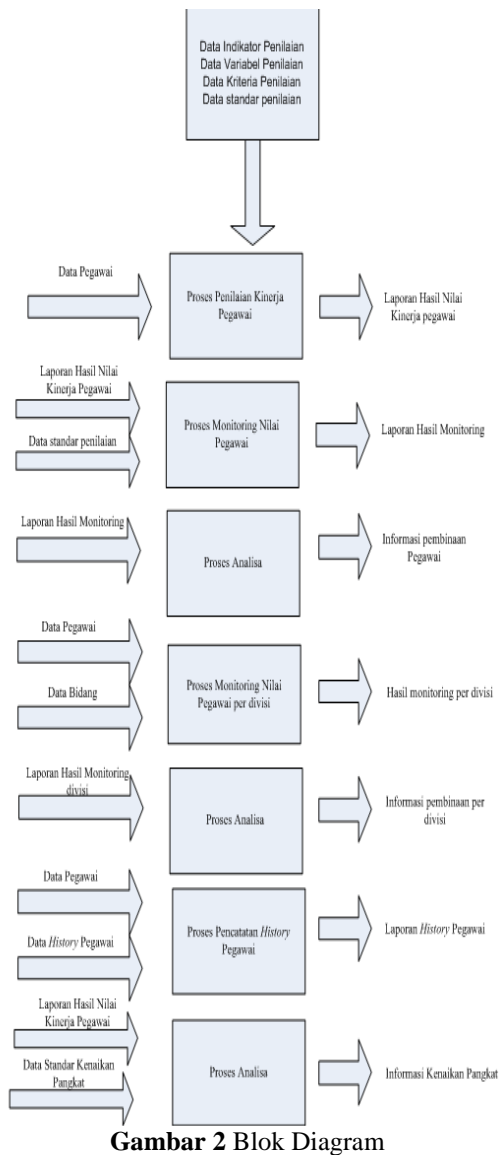 Data Indikator Penilaian
Data Variabel Penilaian
Data Kriteria Penilaian
Data standar penilaian
Data Pegawai
Proses Penilaian Kinerja
Pegawai
Laporan Hasil Nilai
Kinerja pegawai
Laporan Hasil Nilai
Kinerja Pegawai
Data standar penilaian
Proses Monitoring Nilai
Pegawai
Laporan Hasil Monitoring
Laporan Hasil Monitoring
Proses Analisa
Informasi pembinaan
Pegawai
Data Pegawai
Data Bidang
Proses Monitoring Nilai
Pegawai per divisi
Hasil monitoring per divisi
Laporan Hasil Monitoring
divisi
Proses Analisa
Informasi pembinaan per
divisi
Data Pegawai
Data History Pegawai
Proses Pencatatan History
Pegawai
Laporan History Pegawai
Laporan Hasil Nilai
Kinerja Pegawai
Data Standar Kenaikan
Pangkat
Proses Analisa
Informasi Kenaikan Pangkat
Gambar 2 Blok Diagram